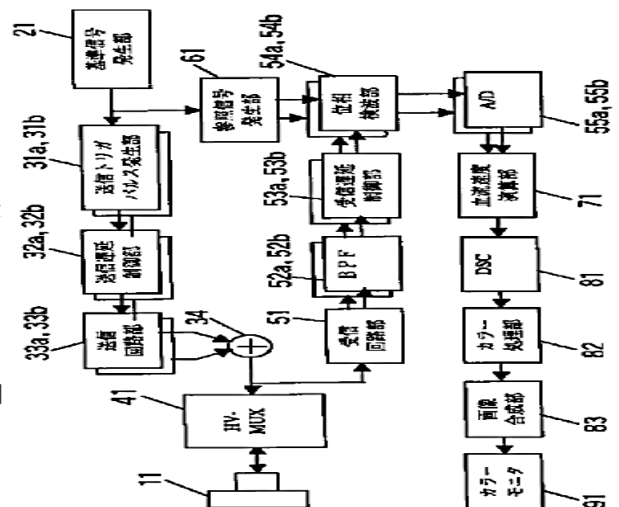 21
基準信号
発生部
31a, 31b
送信トリガ
パルス発生部
32a, 32b
送信遅延
制御部
33a, 33b
送信
回路部
34
41
HV-
MUX
11
61
参照信号
発生部
54a, 54b
位相
検波部
53a, 53b
受信遅延
制御部
52a, 52b
BPF
51
受信
回路部
A/D
55a, 55b
血流速度
演算部
71
DSC
81
カラー
処理部
82
画像
合成部
83
カラー
モニタ
91